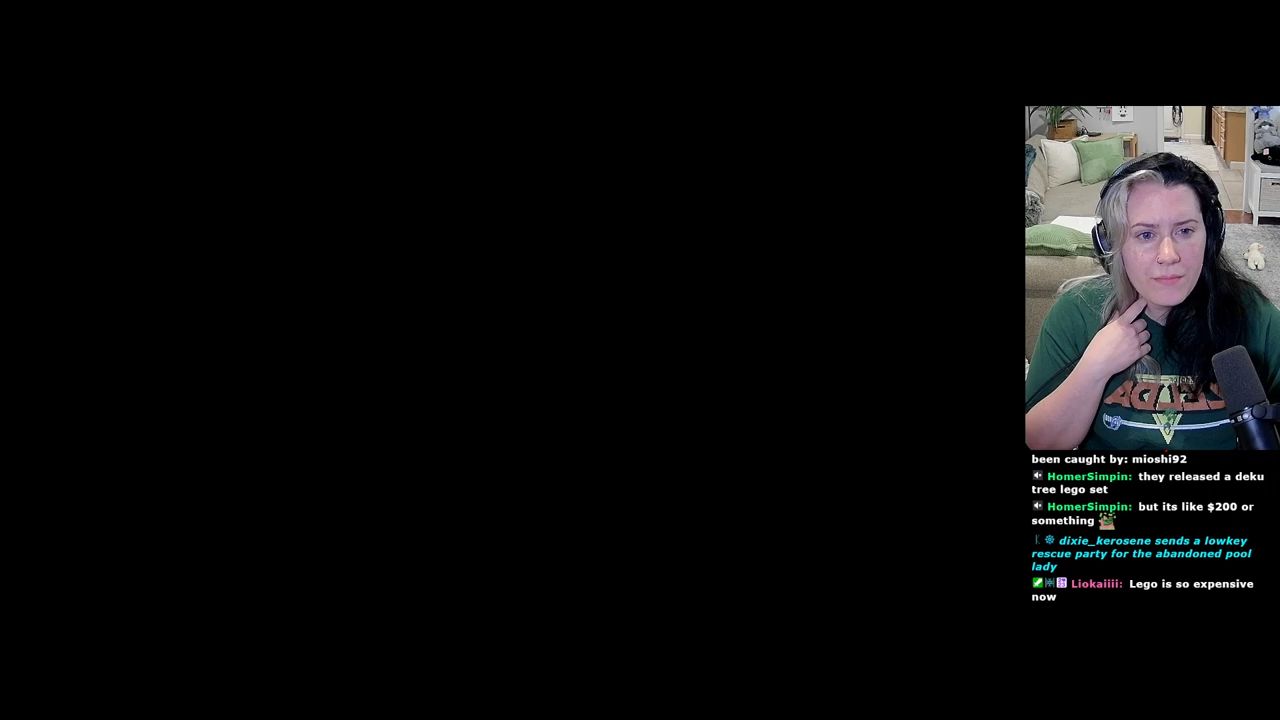 ZELDA
been caught by: mioshi92
HomerSimpin: they released a deku
tree lego set
HomerSimpin: but its like $200 or
something
dixie_kerosene sends a lowkey
rescue party for the abandoned pool
lady
Liokaiiii: Lego is so expensive
now